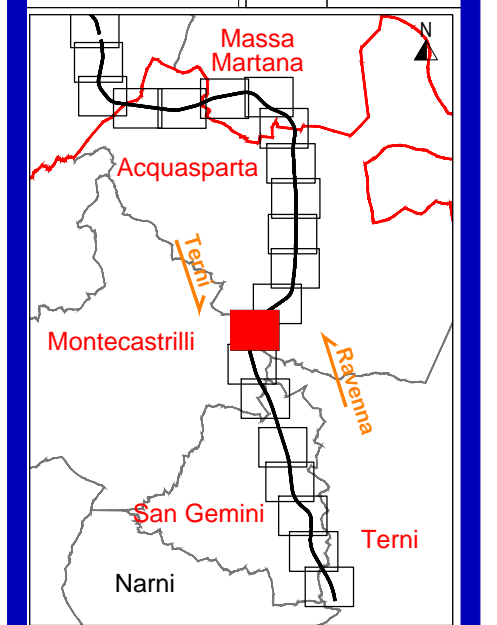 N
Massa
Martana
Acquasparta
Terni
Montecastrilli
Ravenna
San Gemini
Terni
Narni